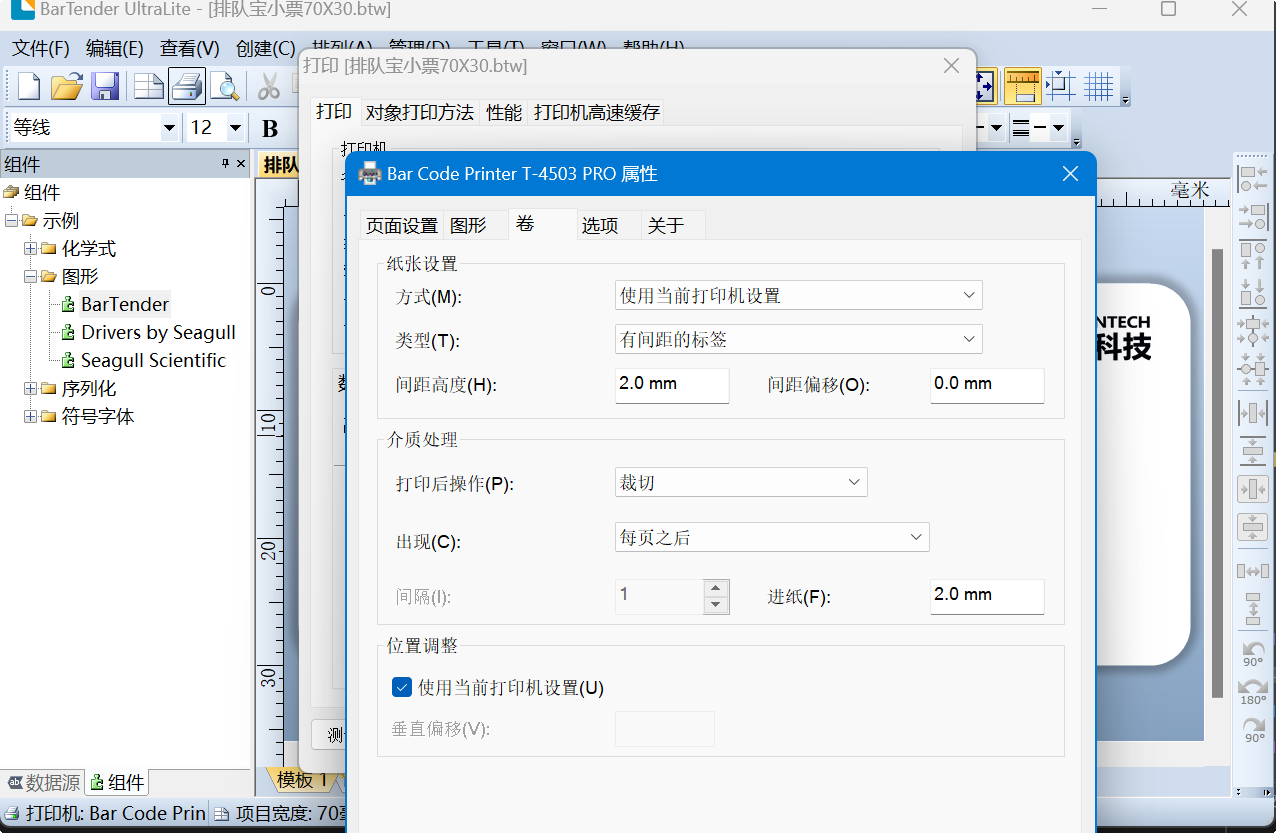 BarTender UltraLite - [排队宝小票70X30.btw]
文件(F) 编辑(E) 查看(V) 创建(C) 排列(A) 管理(D) 工具(T) 窗口(W) 帮助(H)
打印 [排队宝小票70X30.btw]
打印 对象打印方法 性能 打印机高速缓存
等线 12 B
打印机
组件
排队
Bar Code Printer T-4503 PRO 属性
毫米
组件
示例
化学式
图形
BarTender
Drivers by Seagull
Seagull Scientific
序列化
符号字体
页面设置 图形 卷 选项 关于
纸张设置
方式(M): 使用当前打印机设置
类型(T): 有间距的标签
间距高度(H): 2.0 mm 间距偏移(O): 0.0 mm
介质处理
打印后操作(P): 裁切
出现(C): 每页之后
间隔(I): 1 进纸(F): 2.0 mm
位置调整
使用当前打印机设置(U)
垂直偏移(V):
0
10
20
30
NTECH
科技
数
测
90°
180°
90°
数据源 组件
模板 1
打印机: Bar Code Prin 项目宽度: 70毫